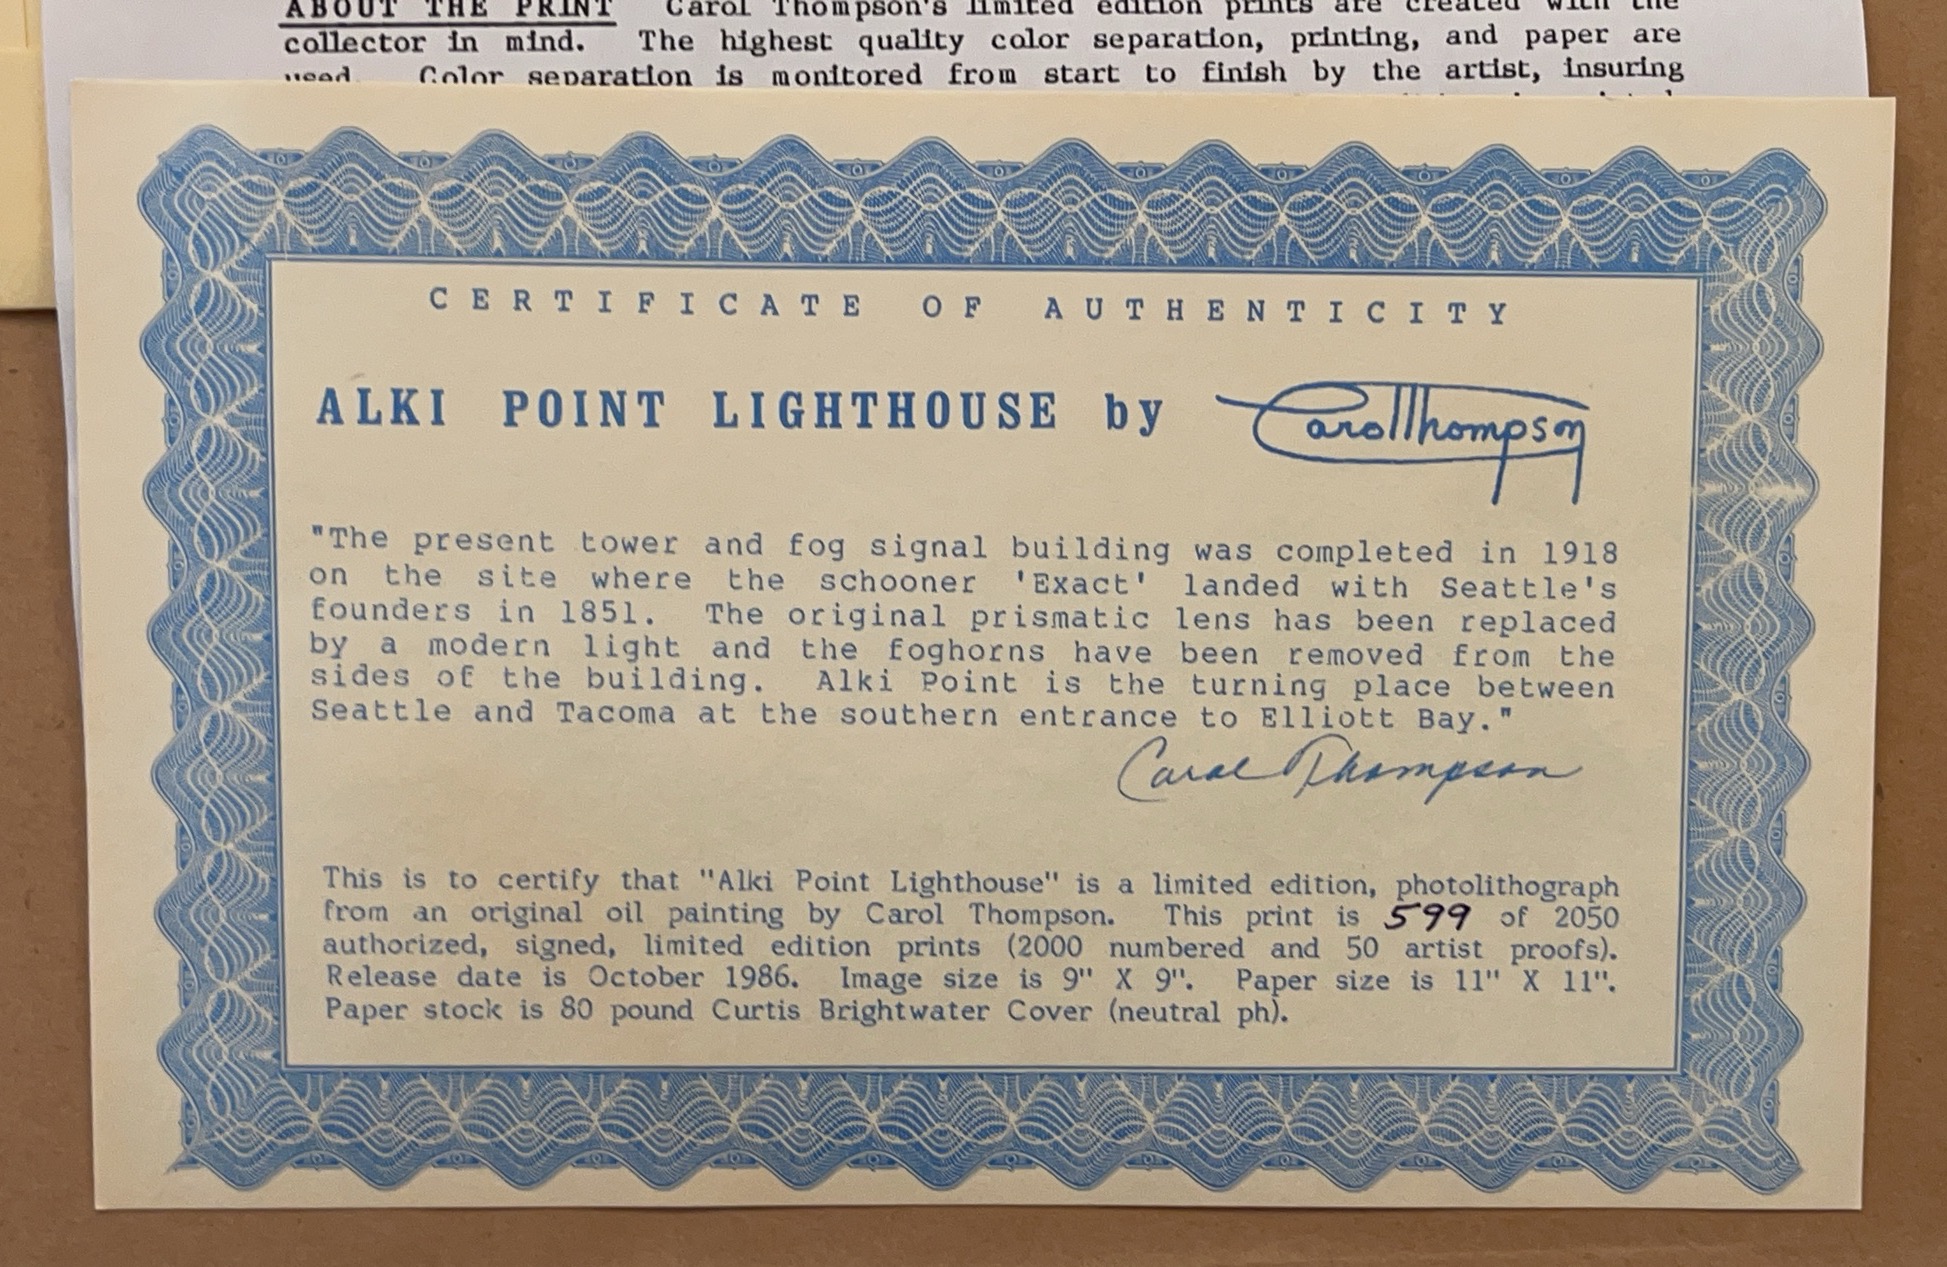 ABOUT THE PRINT Carol Thompson's limited edition prints are created with the
collector in mind. The highest quality color separation, printing, and paper are
used. Color separation is monitored from start to finish by the artist, insuring
CERTIFICATE OF AUTHENTICITY
ALKI POINT LIGHTHOUSE by Carol Thompson
"The present tower and fog signal building was completed in 1918
on the site where the schooner 'Exact' landed with Seattle's
founders in 1851. The original prismatic lens has been replaced
by a modern light and the foghorns have been removed from the
sides of the building. Alki Point is the turning place between
Seattle and Tacoma at the southern entrance to Elliott Bay."
Carol Thompson
This is to certify that "Alki Point Lighthouse" is a limited edition, photolithograph
from an original oil painting by Carol Thompson. This print is 599 of 2050
authorized, signed, limited edition prints (2000 numbered and 50 artist proofs).
Release date is October 1986. Image size is 9" X 9". Paper size is 11" X 11".
Paper stock is 80 pound Curtis Brightwater Cover (neutral ph).